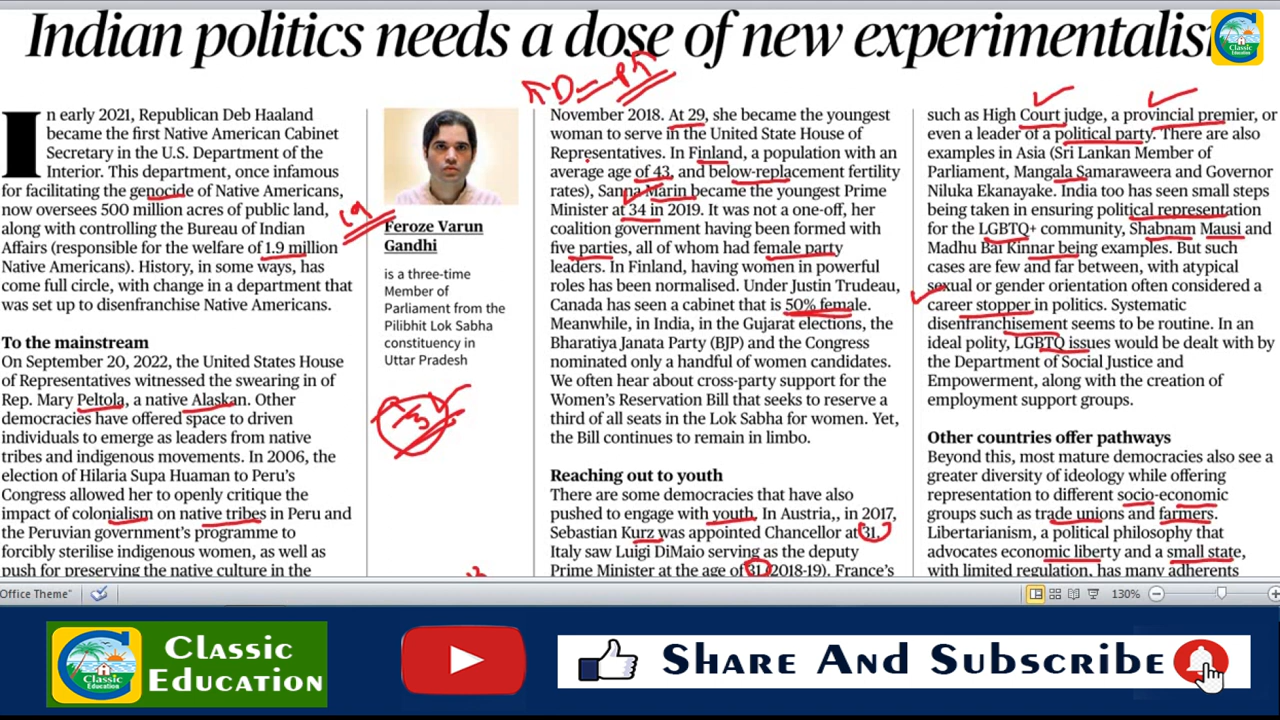 Indian politics needs a dose of new experimentalis
In early 2021, Republican Deb Haaland
became the first Native American Cabinet
Secretary in the U.S. Department of the
Interior. This department, once infamous
for facilitating the genocide of Native Americans,
now oversees 500 million acres of public land,
along with controlling the Bureau of Indian
Affairs (responsible for the welfare of 1.9 million
Native Americans). History, in some ways, has
come full circle, with change in a department that
was set up to disenfranchise Native Americans.
To the mainstream
On September 20, 2022, the United States House
of Representatives witnessed the swearing in of
Rep. Mary Peltola, a native Alaskan. Other
democracies have offered space to driven
individuals to emerge as leaders from native
tribes and indigenous movements. In 2006, the
election of Hilaria Supa Huaman to Peru's
Congress allowed her to openly critique the
impact of colonialism on native tribes in Peru and
the Peruvian government's programme to
forcibly sterilise indigenous women, as well as
push for preserving the native culture in the
Feroze Varun
Gandhi
is a three-time
Member of
Parliament from the
Pilibhit Lok Sabha
constituency in
Uttar Pradesh
November 2018. At 29, she became the youngest
woman to serve in the United State House of
Representatives. In Finland, a population with an
average age of 43, and below-replacement fertility
rates), Sanna Marin became the youngest Prime
Minister at 34 in 2019. It was not a one-off, her
coalition government having been formed with
five parties, all of whom had female party
leaders. In Finland, having women in powerful
roles has been normalised. Under Justin Trudeau,
Canada has seen a cabinet that is 50% female.
Meanwhile, in India, in the Gujarat elections, the
Bharatiya Janata Party (BJP) and the Congress
nominated only a handful of women candidates.
We often hear about cross-party support for the
Women's Reservation Bill that seeks to reserve a
third of all seats in the Lok Sabha for women. Yet,
the Bill continues to remain in limbo.
Reaching out to youth
There are some democracies that have also
pushed to engage with youth. In Austria,, in 2017,
Sebastian Kurz was appointed Chancellor at 31.
Italy saw Luigi DiMaio serving as the deputy
Prime Minister at the age of 31 (2018-19). France's
such as High Court judge, a provincial premier, or
even a leader of a political party. There are also
examples in Asia (Sri Lankan Member of
Parliament, Mangala Samaraweera and Governor
Niluka Ekanayake. India too has seen small steps
being taken in ensuring political representation
for the LGBTQ+ community, Shabnam Mausi and
Madhu Bai Kinnar being examples. But such
cases are few and far between, with atypical
sexual or gender orientation often considered a
career stopper in politics. Systematic
disenfranchisement seems to be routine. In an
ideal polity, LGBTQ issues would be dealt with by
the Department of Social Justice and
Empowerment, along with the creation of
employment support groups.
Other countries offer pathways
Beyond this, most mature democracies also see a
greater diversity of ideology while offering
representation to different socio-economic
groups such as trade unions and farmers.
Libertarianism, a political philosophy that
advocates economic liberty and a small state,
with limited regulation, has many adherents
Office Theme"
130%
Classic
Education
Classic
Education
Classic
Education
Share And Subscribe